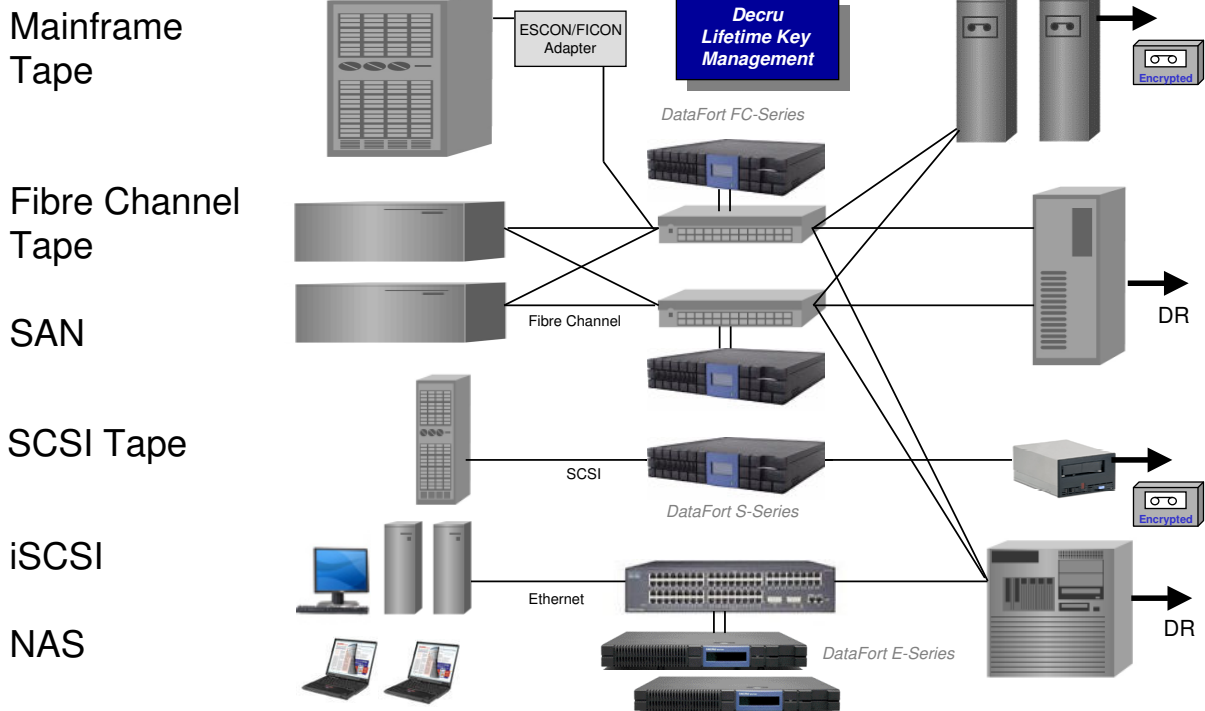 Mainframe
Tape
ESCON/FICON
Adapter
Decru
Lifetime Key
Management
Encrypted
DataFort FC-Series
Fibre Channel
Tape
SAN
Fibre Channel
DR
SCSI Tape
SCSI
DataFort S-Series
Encrypted
iSCSI
Ethernet
NAS
DataFort E-Series
DR